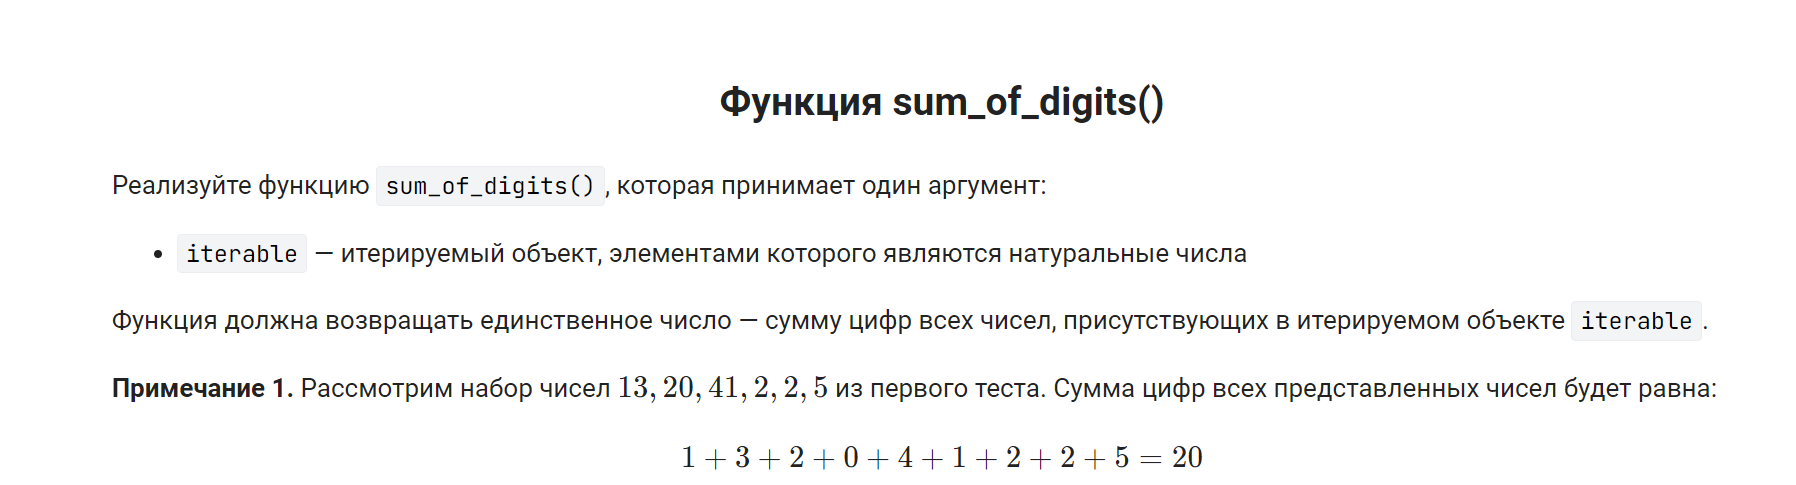 Функция sum_of_digits()
Реализуйте функцию sum_of_digits(), которая принимает один аргумент:
• iterable — итерируемый объект, элементами которого являются натуральные числа
Функция должна возвращать единственное число — сумму цифр всех чисел, присутствующих в итерируемом объекте iterable.
Примечание 1. Рассмотрим набор чисел 13, 20, 41, 2, 2, 5 из первого теста. Сумма цифр всех представленных чисел будет равна:
1 + 3 + 2 + 0 + 4 + 1 + 2 + 2 + 5 = 20